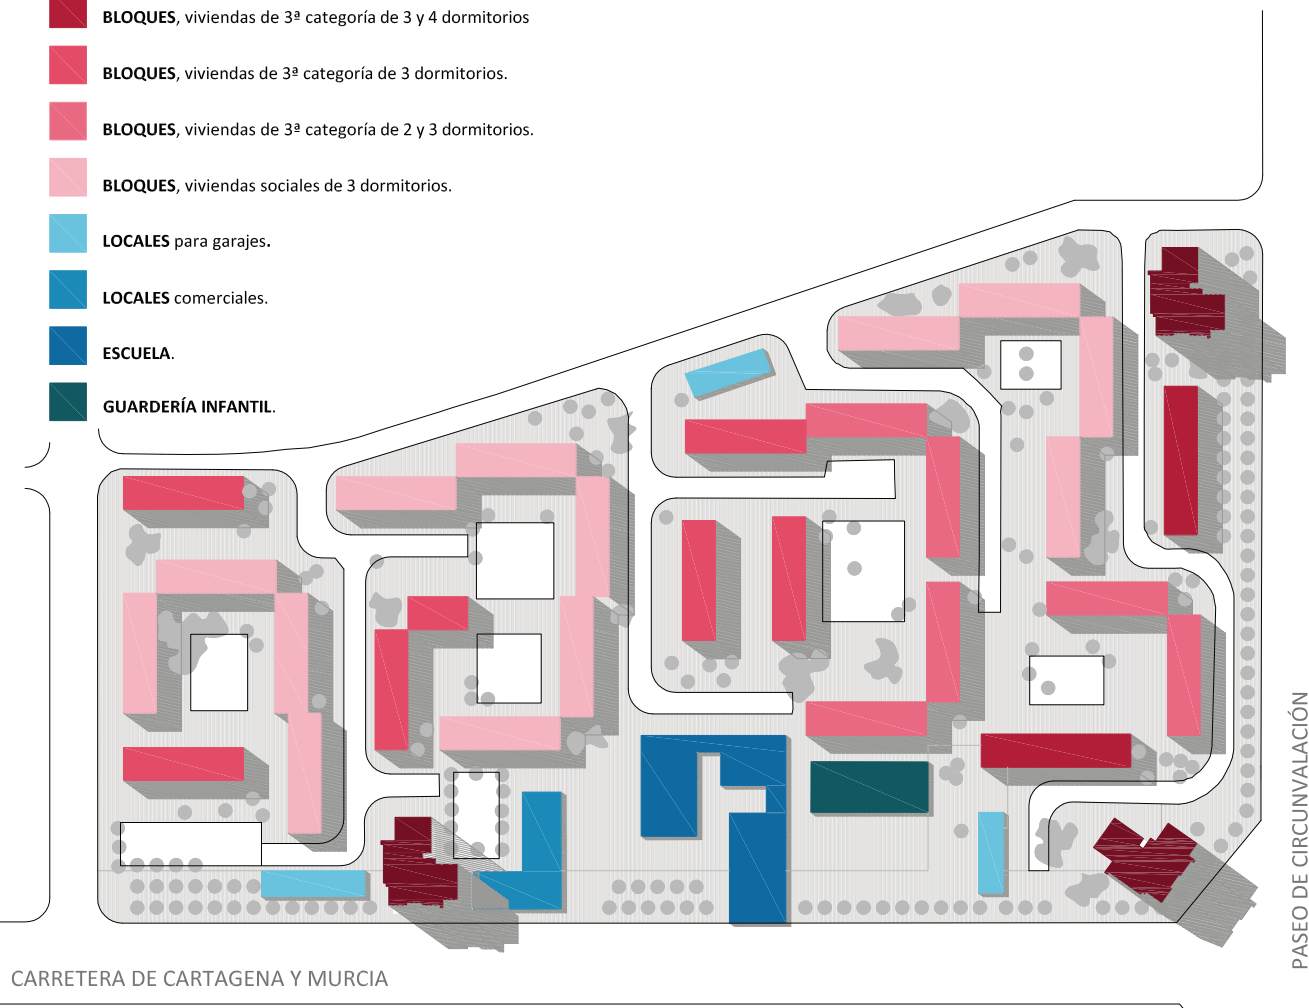 BLOQUES, viviendas de 3ª categoría de 3 y 4 dormitorios
BLOQUES, viviendas de 3ª categoría de 3 dormitorios.
BLOQUES, viviendas de 3ª categoría de 2 y 3 dormitorios.
BLOQUES, viviendas sociales de 3 dormitorios.
LOCALES para garajes.
LOCALES comerciales.
ESCUELA.
GUARDERÍA INFANTIL.
PASEO DE CIRCUNVALACIÓN
CARRETERA DE CARTAGENA Y MURCIA